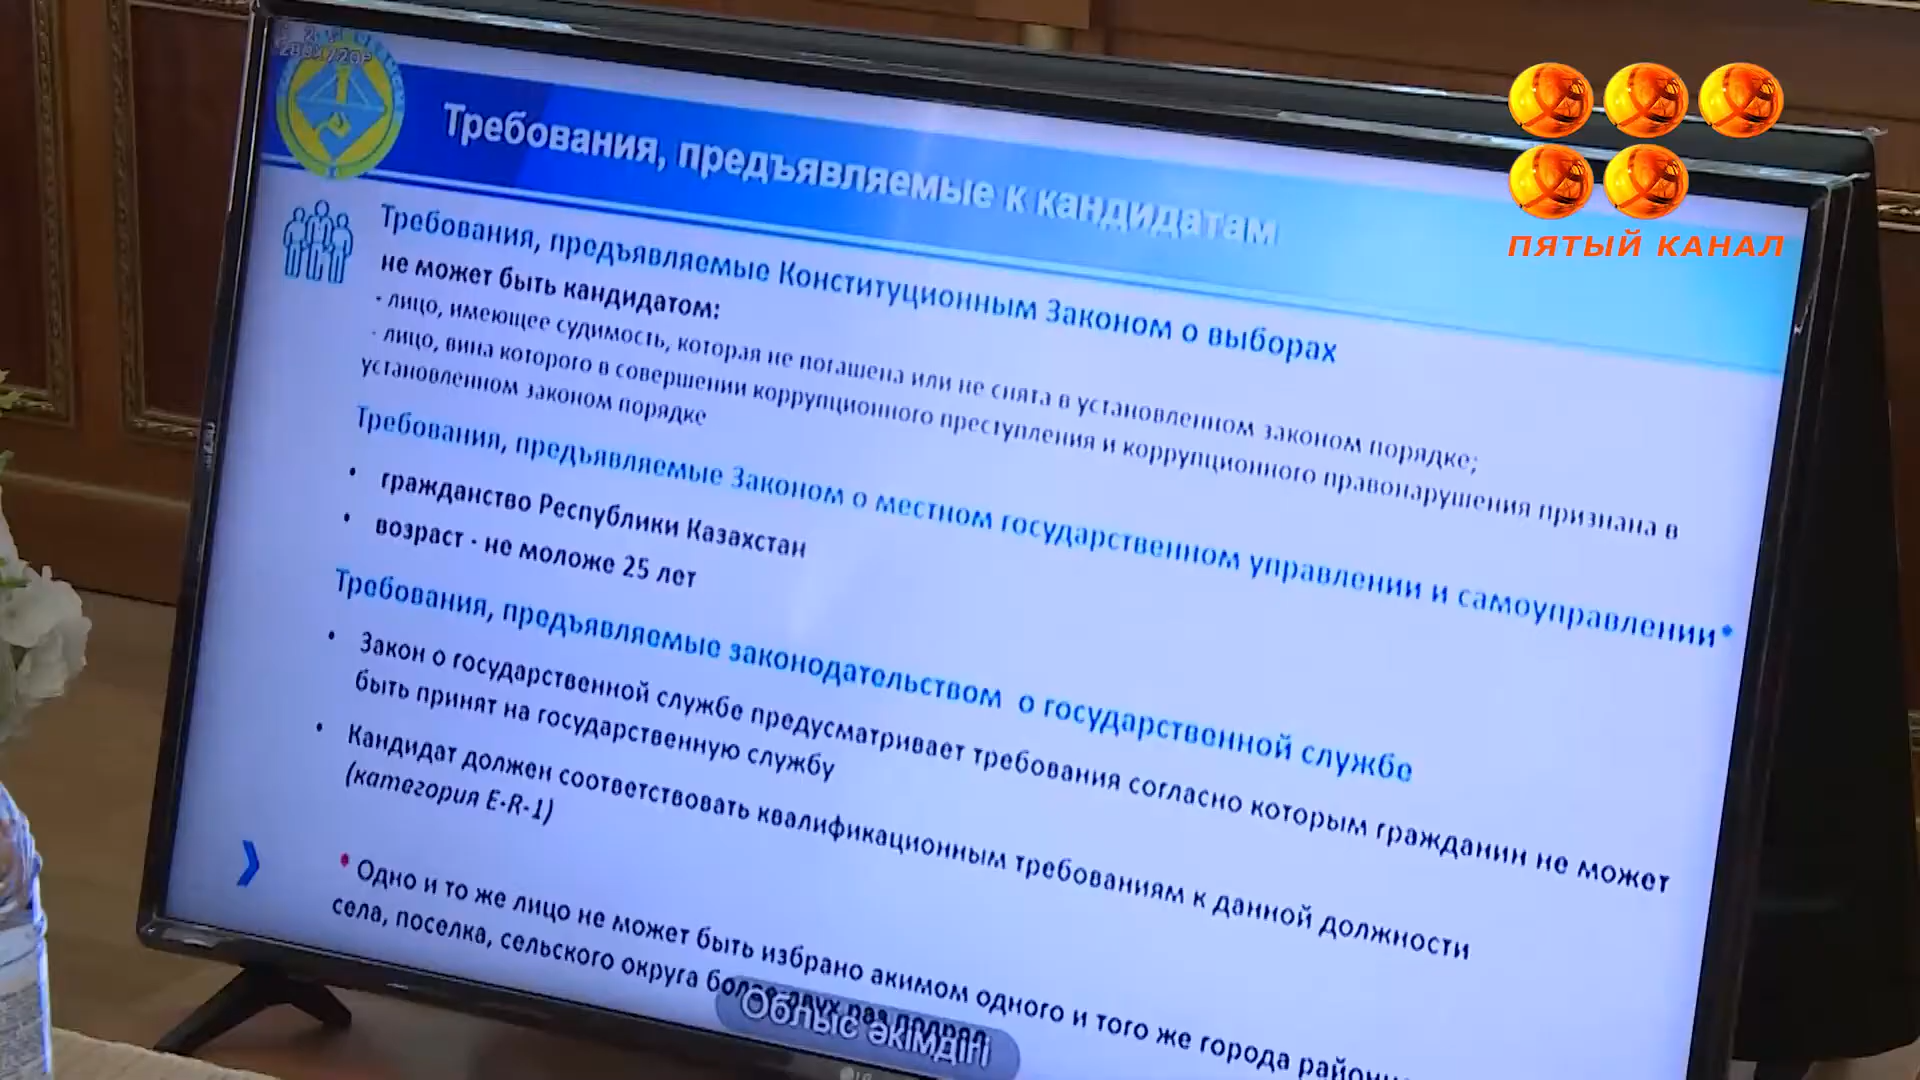 Требования, предъявляемые к кандидатам
ПЯТЫЙ КАНАЛ
Требования, предъявляемые Конституционным Законом о выборах
не может быть кандидатом:
- лицо, имеющее судимость, которая не погашена или не снята в установленном законом порядке;
- лицо, вина которого в совершении коррупционного преступления и коррупционного правонарушения признана в
установленном законом порядке
Требования, предъявляемые Законом о местном государственном управлении и самоуправлении*
• гражданство Республики Казахстан
• возраст - не моложе 25 лет
Требования, предъявляемые законодательством о государственной службе
• Закон о государственной службе предусматривает требования согласно которым гражданин не может
быть принят на государственную службу
• Кандидат должен соответствовать квалификационным требованиям к данной должности
(категория E-R-1)
• Одно и то же лицо не может быть избрано акимом одного и того же города
села, поселка, сельского округа более двух раз подряд
Облыс әкімдігі
LG